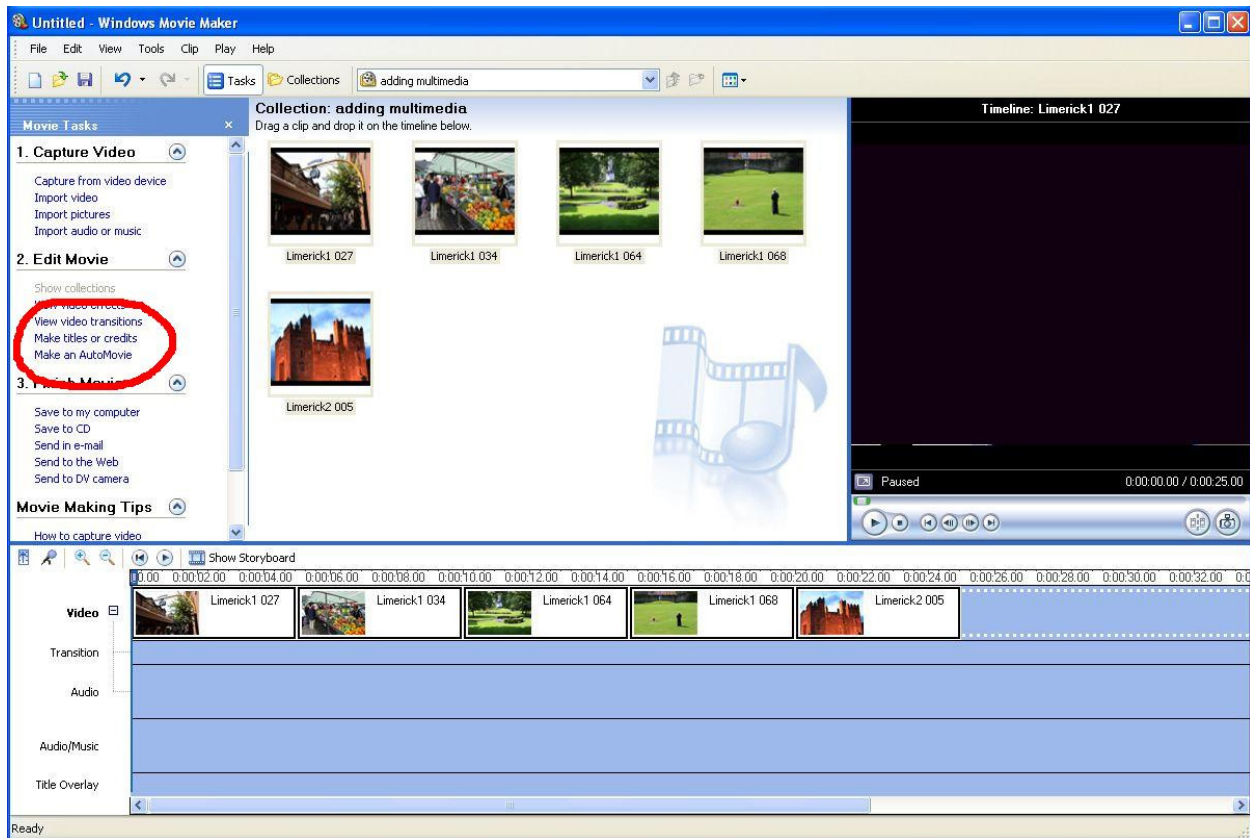 Untitled - Windows Movie Maker
File Edit View Tools Clip Play Help
Tasks Collections adding multimedia
Movie Tasks
1. Capture Video
Capture from video device
Import video
Import pictures
Import audio or music
2. Edit Movie
Show collections
View video effects
View video transitions
Make titles or credits
Make an AutoMovie
3. Finish Movie
Save to my computer
Save to CD
Send in e-mail
Send to the Web
Send to DV camera
Movie Making Tips
How to capture video
Collection: adding multimedia
Drag a clip and drop it on the timeline below.
Limerick1 027 Limerick1 034 Limerick1 064 Limerick1 068
Limerick2 005
Timeline: Limerick1 027
Paused 0:00:00.00 / 0:00:25.00
Show Storyboard
0.00 0:00:02.00 0:00:04.00 0:00:06.00 0:00:08.00 0:00:10.00 0:00:12.00 0:00:14.00 0:00:16.00 0:00:18.00 0:00:20.00 0:00:22.00 0:00:24.00 0:00:26.00 0:00:28.00 0:00:30.00 0:00:32.00
Video Limerick1 027 Limerick1 034 Limerick1 064 Limerick1 068 Limerick2 005
Transition
Audio
Audio/Music
Title Overlay
Ready